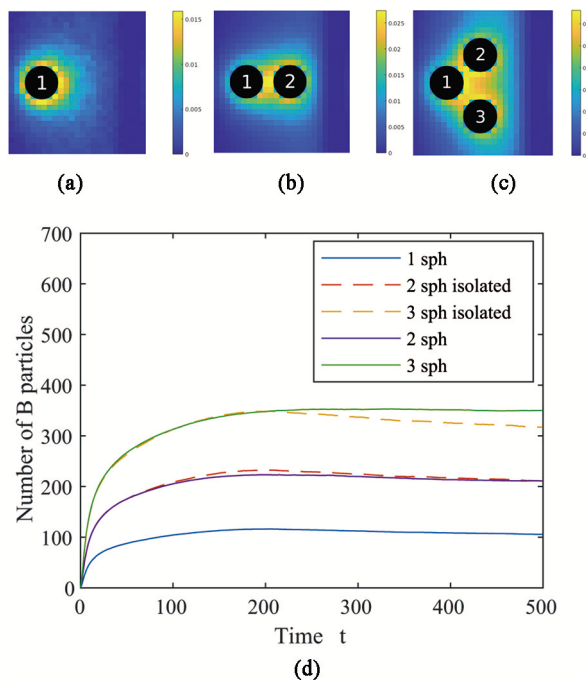 1
0.015
0.01
0.005
0
1 2
0.025
0.02
0.015
0.01
0.005
0
1
2
3
(a)
(b)
(c)
700
600
500
400
300
200
100
0
Number of B particles
1 sph
2 sph isolated
3 sph isolated
2 sph
3 sph
0 100 200 300 400 500
Time t
(d)